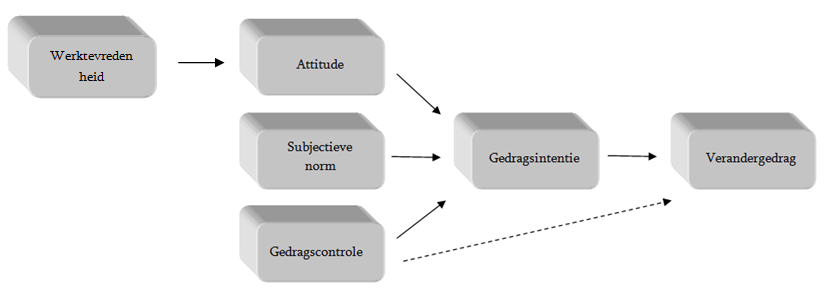 Werktevreden
heid
Attitude
Subjectieve
norm
Gedragsintentie
Verandergedrag
Gedragscontrole